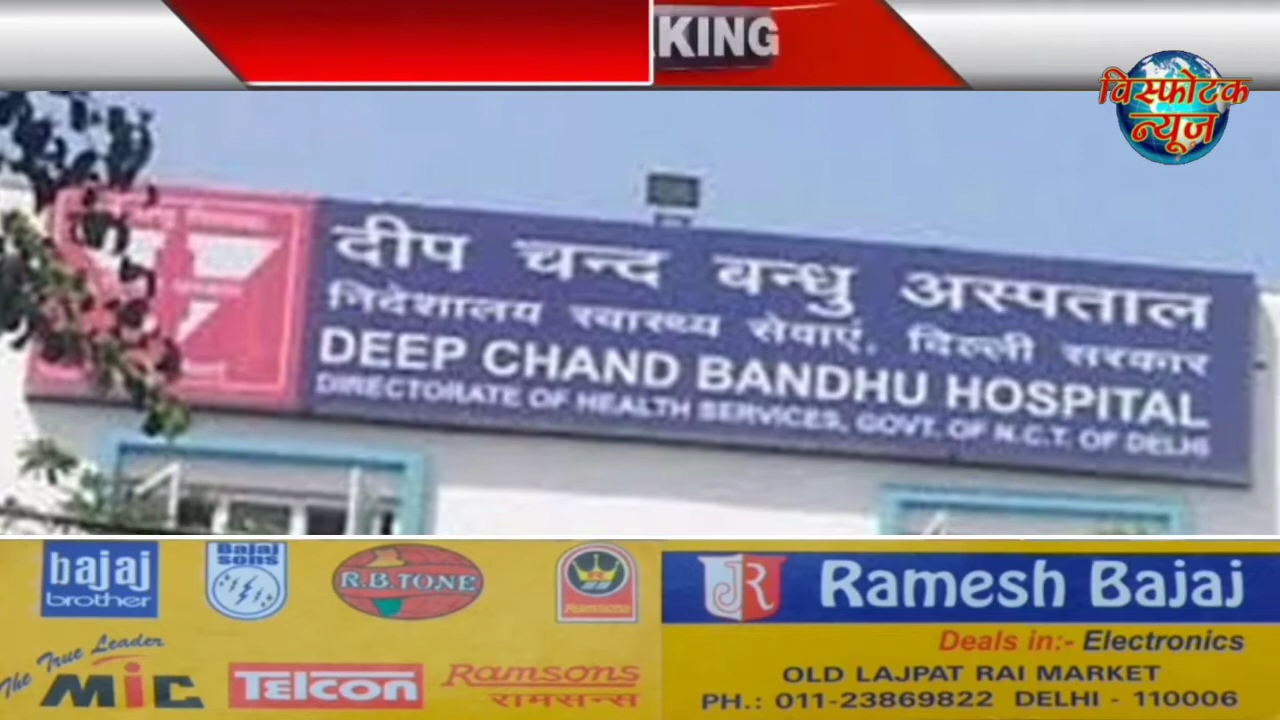 KING
विस्फोटक
न्यूज़
दीप चन्द बन्धु अस्पताल
निदेशालय स्वास्थ्य सेवाएं, दिल्ली सरकार
DEEP CHAND BANDHU HOSPITAL
DIRECTORATE OF HEALTH SERVICES, GOVT. OF N.C.T. OF DELHI
bajaj
brother
Bajaj
sons
R.B.TONE
Ramsons
The True Leader
MIC
TELCON
Ramsons
रामसन्स
JR
Ramesh Bajaj
Deals in:- Electronics
OLD LAJPAT RAI MARKET
PH.: 011-23869822 DELHI - 110006